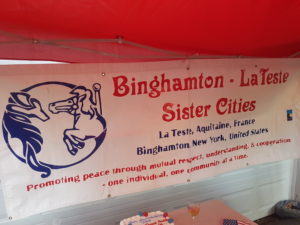 Binghamton - LaTeste
Sister Cities
La Teste, Aquitaine, France
Binghamton, New York, United States
Promoting peace through mutual respect, understanding, & cooperation
- one individual, one community at a time.